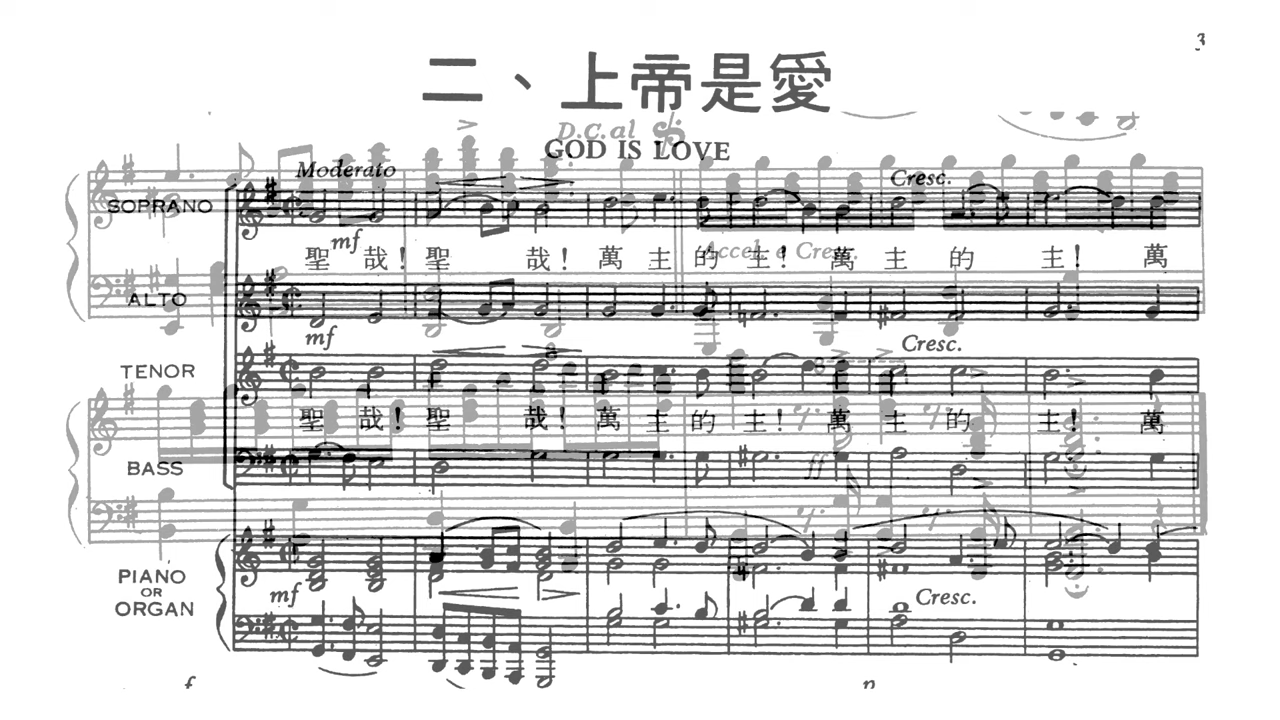 3
二、上帝是愛
D.C. al
GOD IS LOVE
Moderato
Cresc.
SOPRANO
mf
Accel. e Cresc.
聖 哉！聖 哉！萬 主 的 主！萬 主 的 主！萬
ALTO
mf
Cresc.
TENOR
8
聖 哉！聖 哉！萬 主 的 主！萬 主 的 主！萬
BASS
ff
PIANO
OR
ORGAN
mf
Cresc.
f
p